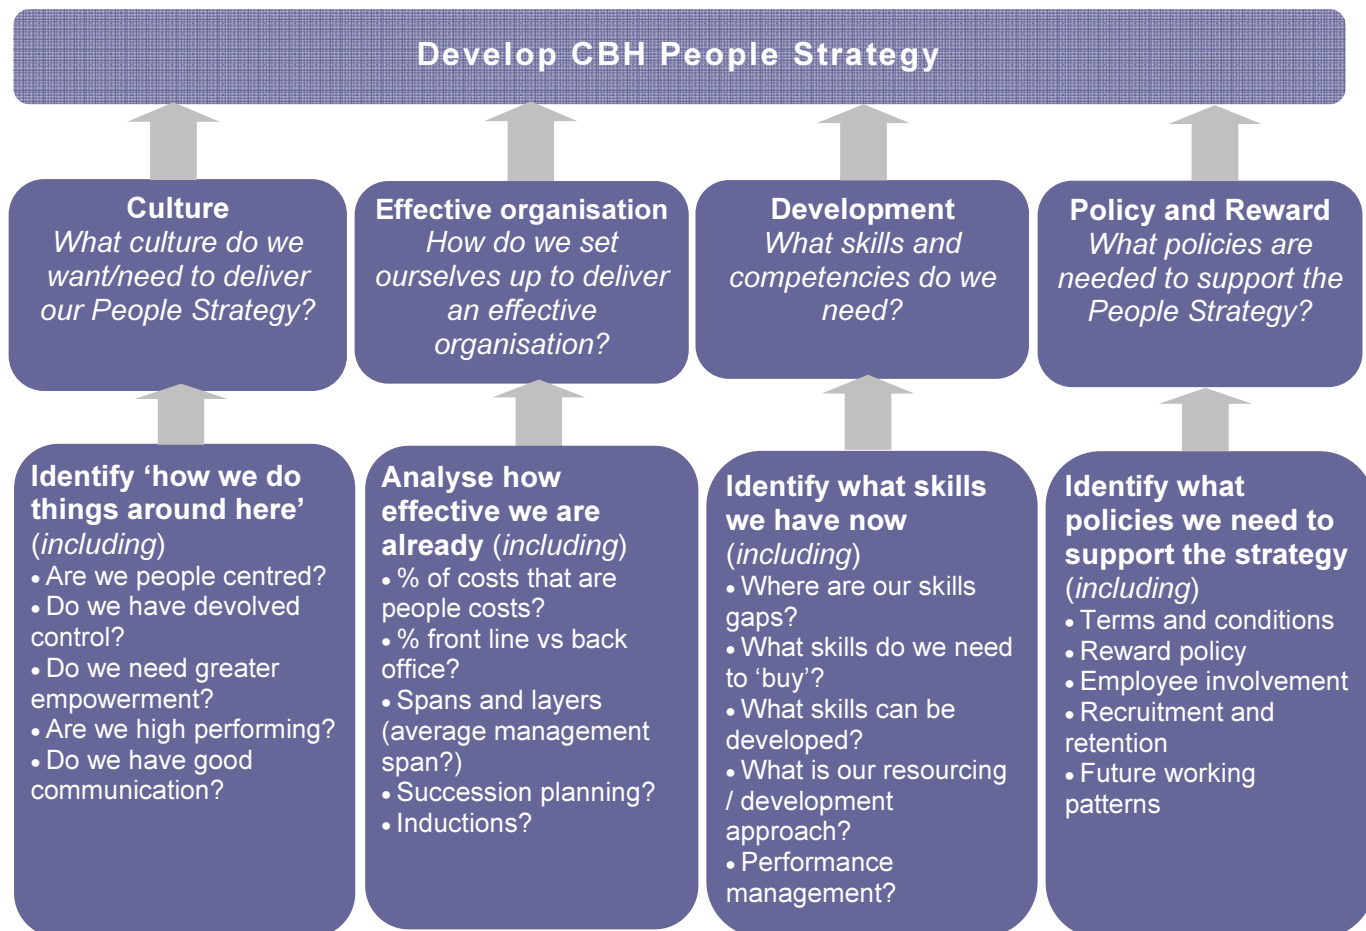 Develop CBH People Strategy
Culture
What culture do we
want/need to deliver
our People Strategy?
Effective organisation
How do we set
ourselves up to deliver
an effective
organisation?
Development
What skills and
competencies do we
need?
Policy and Reward
What policies are
needed to support the
People Strategy?
Identify ‘how we do
things around here’
(including)
• Are we people centred?
• Do we have devolved
control?
• Do we need greater
empowerment?
• Are we high performing?
• Do we have good
communication?
Analyse how
effective we are
already (including)
• % of costs that are
people costs?
• % front line vs back
office?
• Spans and layers
(average management
span?)
• Succession planning?
• Inductions?
Identify what skills
we have now
(including)
• Where are our skills
gaps?
• What skills do we need
to ‘buy’?
• What skills can be
developed?
• What is our resourcing
/ development
approach?
• Performance
management?
Identify what
policies we need to
support the strategy
(including)
• Terms and conditions
• Reward policy
• Employee involvement
• Recruitment and
retention
• Future working
patterns